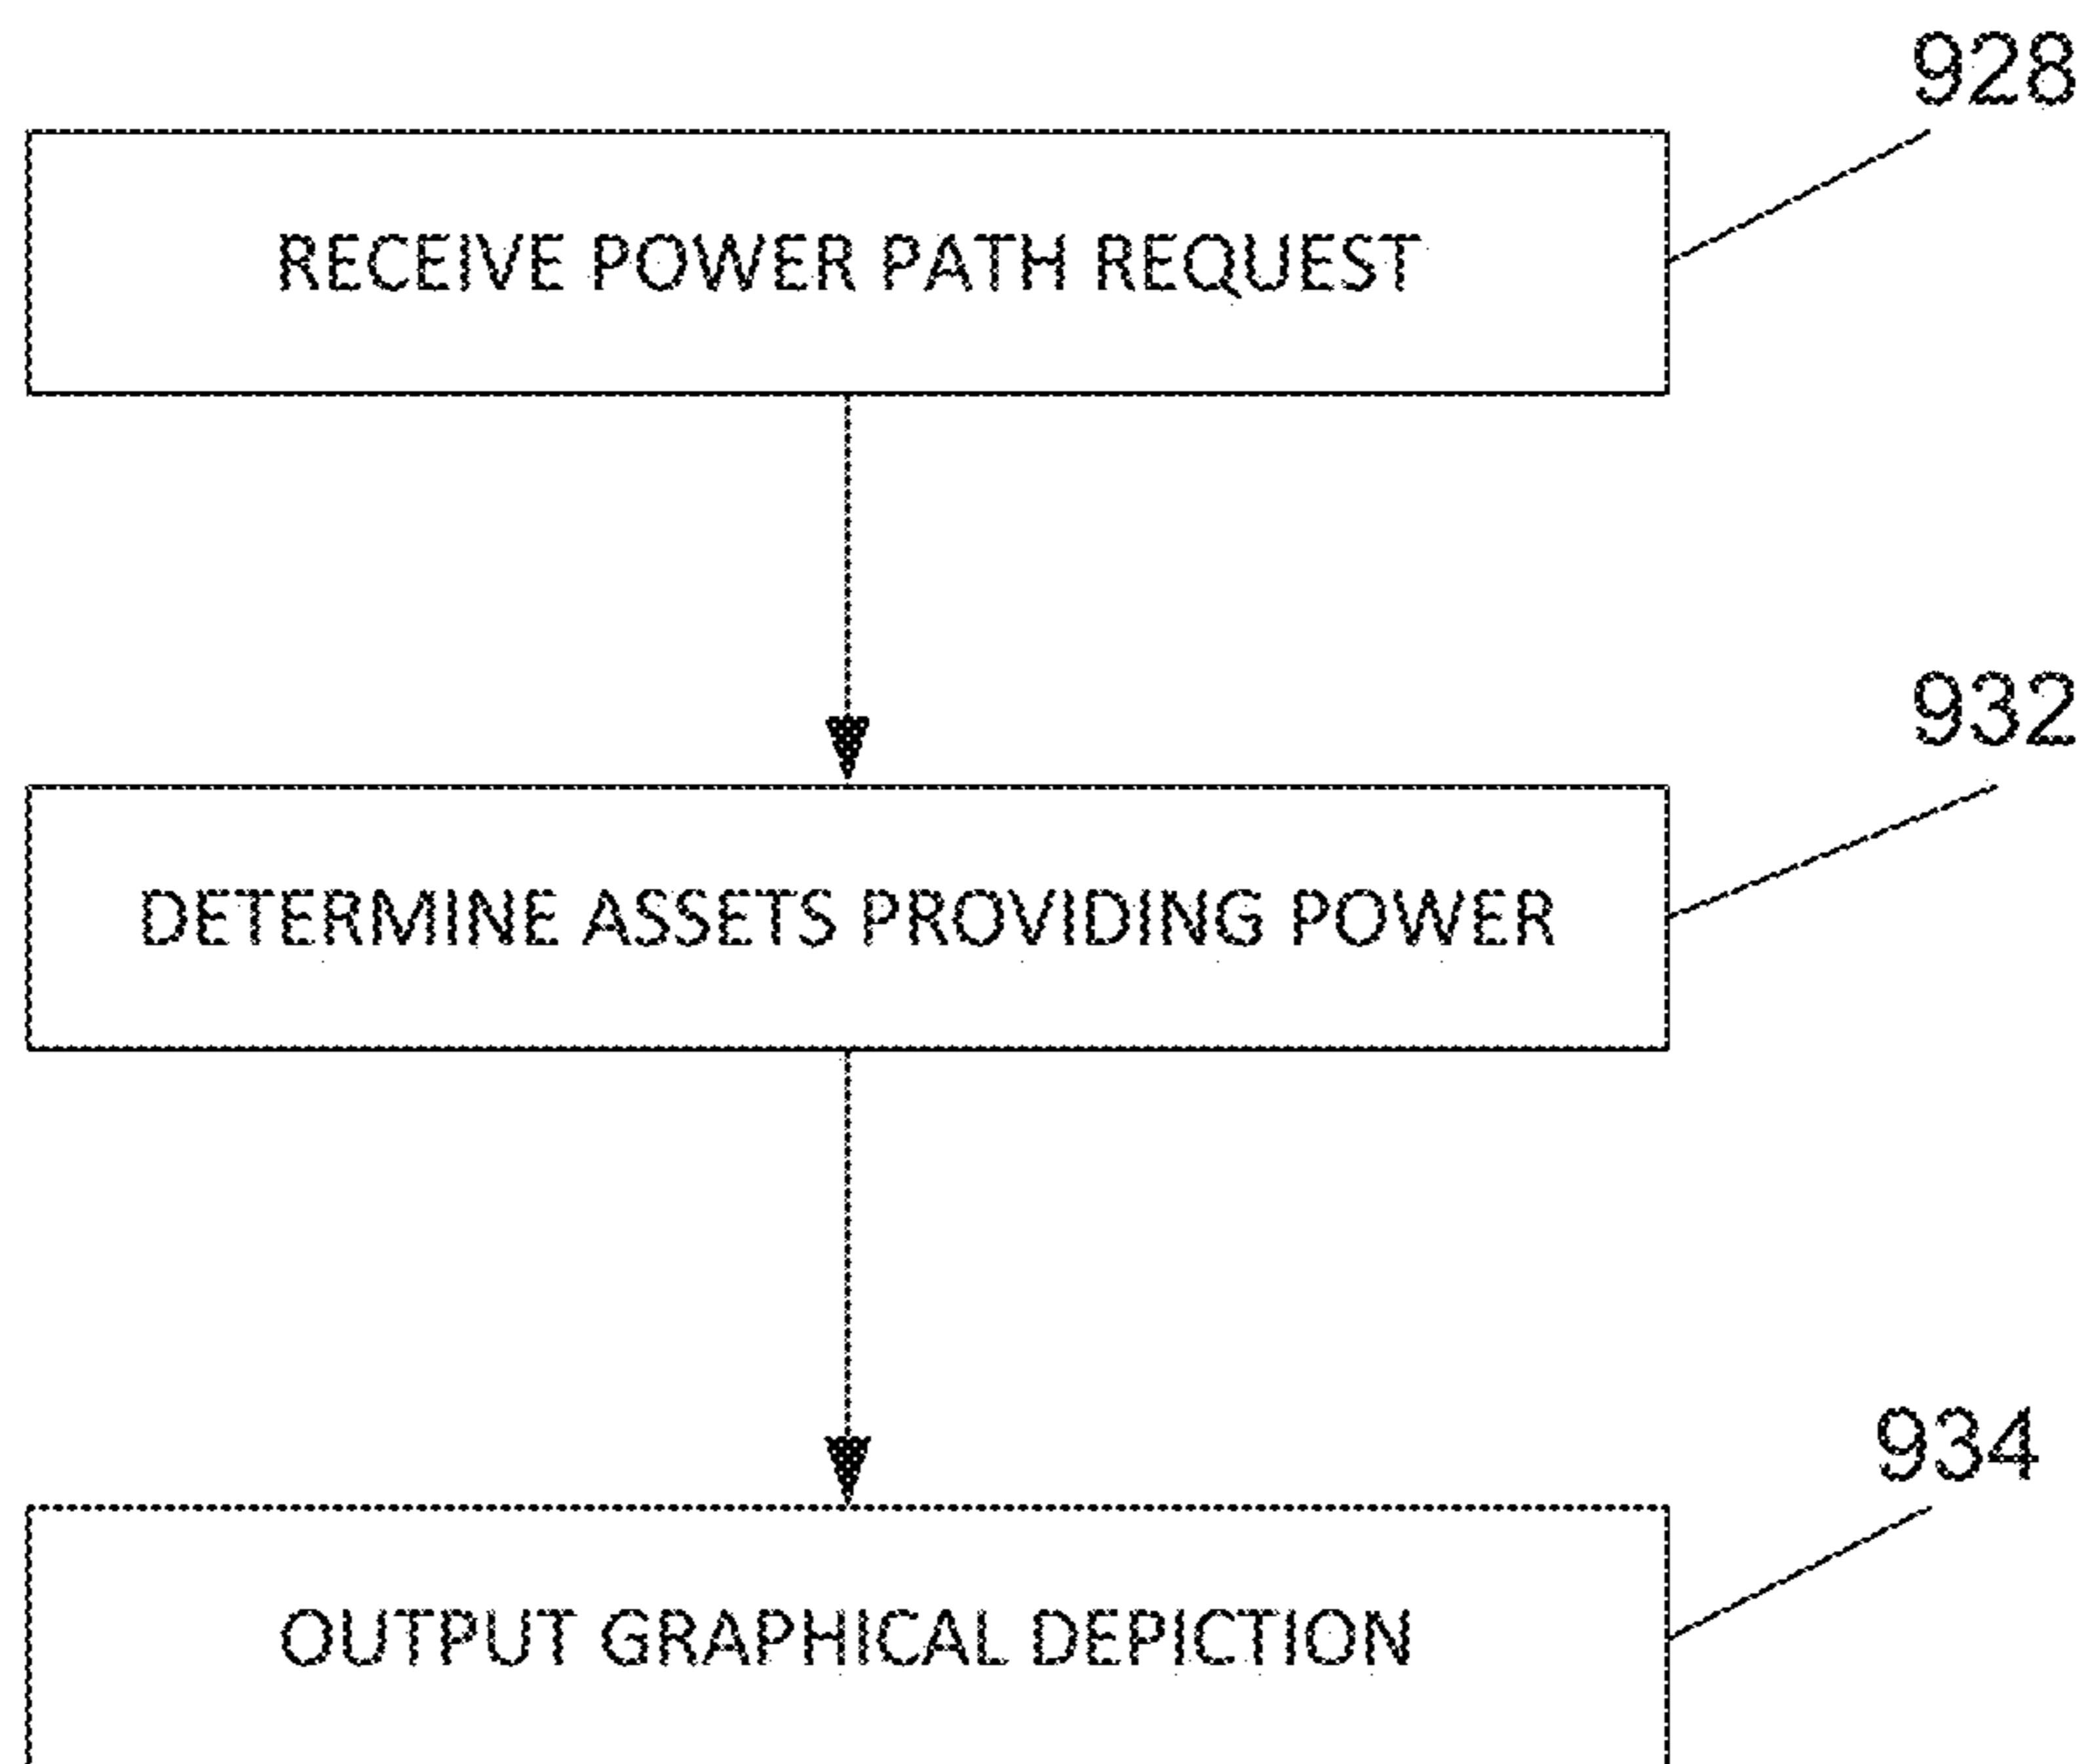 928
RECEIVE POWER PATH REQUEST
932
DETERMINE ASSETS PROVIDING POWER
934
OUTPUT GRAPHICAL DEPICTION